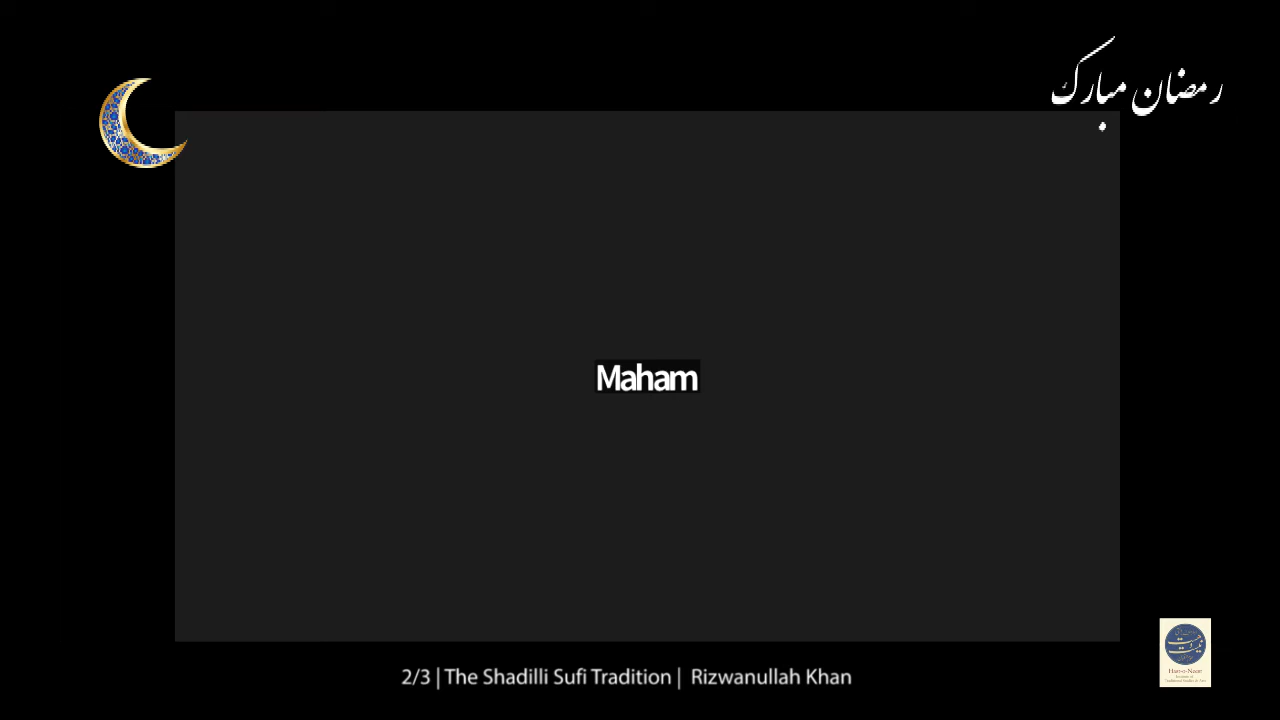 رمضان مبارک
Maham
2/3 | The Shadilli Sufi Tradition | Rizwanullah Khan